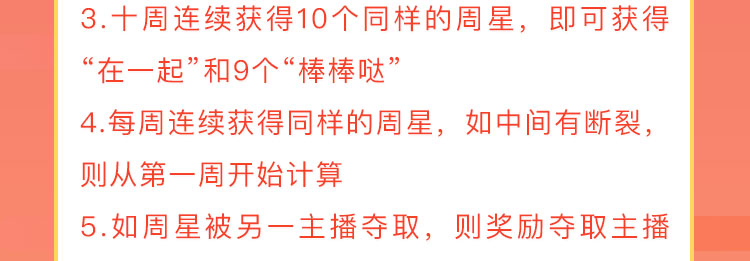 3.十周连续获得10个同样的周星，即可获得
“在一起”和9个“棒棒哒”
4.每周连续获得同样的周星，如中间有断裂，
则从第一周开始计算
5.如周星被另一主播夺取，则奖励夺取主播